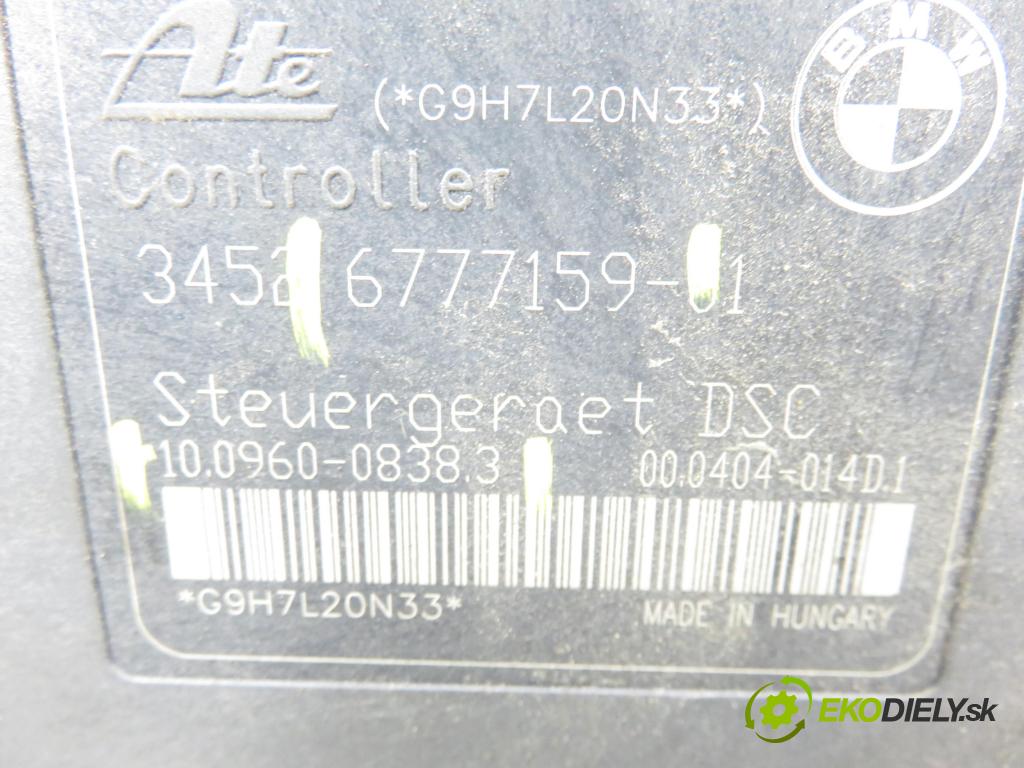 Ate
(*G9H7L20N33*)
BMW
Controller
3452 6777159-01
Steuergeraet DSC
10.0960-0838.3 00.0404-014D.1
*G9H7L20N33* MADE IN HUNGARY
EKODIELY.sk